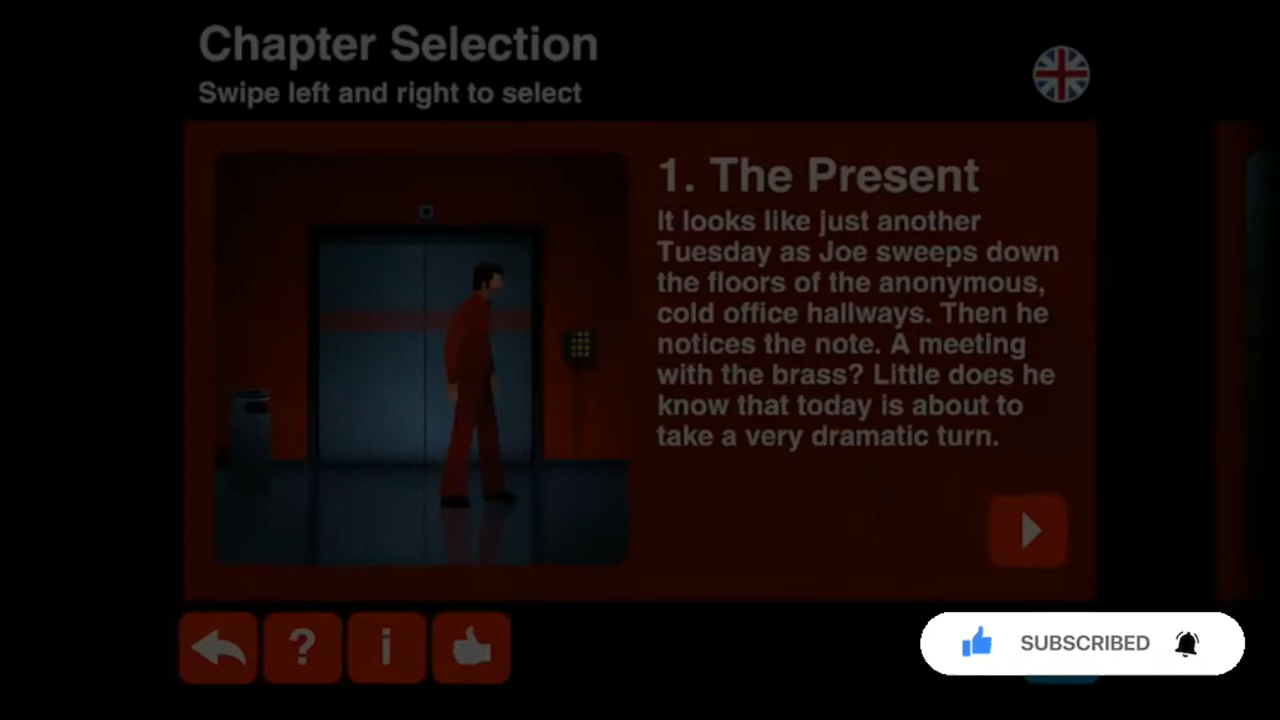 Chapter Selection
Swipe left and right to select
1. The Present
It looks like just another
Tuesday as Joe sweeps down
the floors of the anonymous,
cold office hallways. Then he
notices the note. A meeting
with the brass? Little does he
know that today is about to
take a very dramatic turn.
?
i
SUBSCRIBED